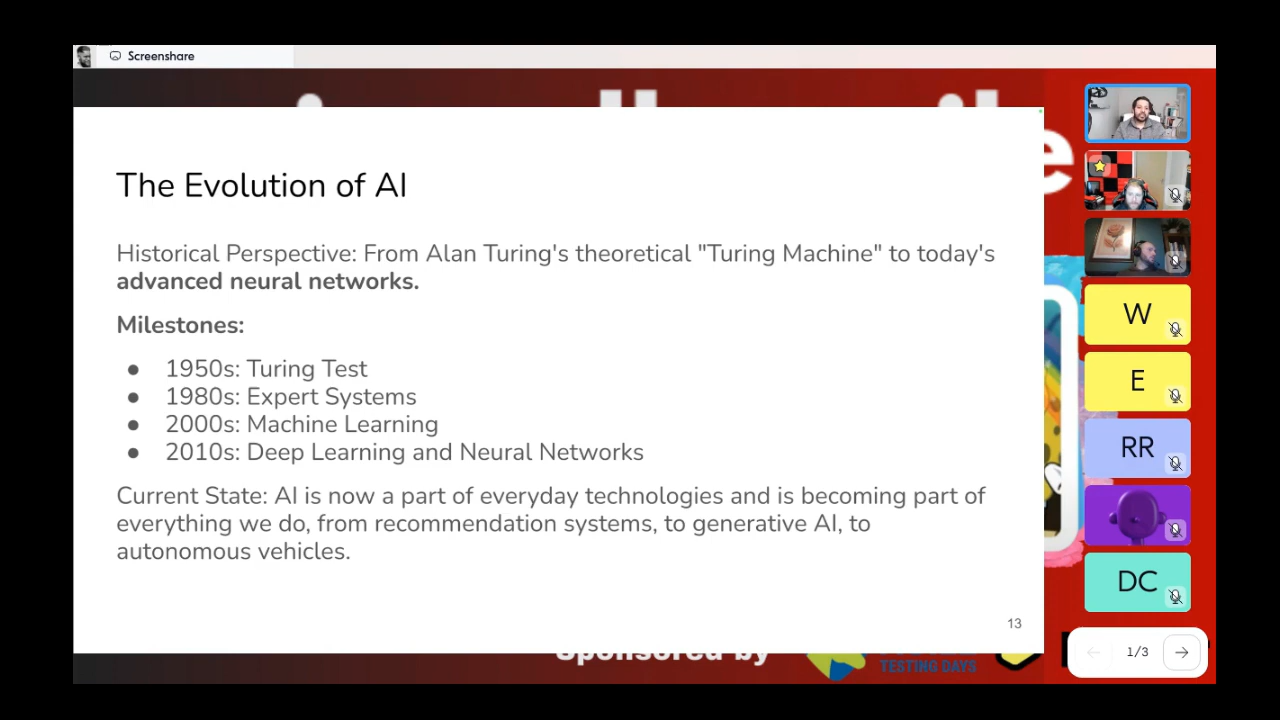 Screenshare
The Evolution of AI
Historical Perspective: From Alan Turing's theoretical "Turing Machine" to today's
advanced neural networks.
Milestones:
● 1950s: Turing Test
● 1980s: Expert Systems
● 2000s: Machine Learning
● 2010s: Deep Learning and Neural Networks
Current State: AI is now a part of everyday technologies and is becoming part of
everything we do, from recommendation systems, to generative AI, to
autonomous vehicles.
13
W
E
RR
DC
1/3
Sponsored by
TESTING DAYS